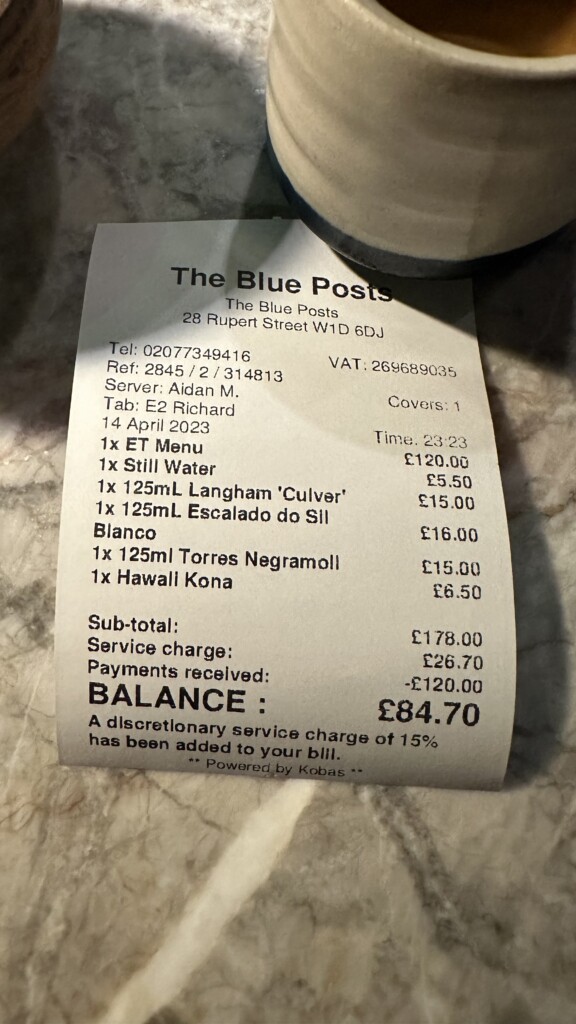 The Blue Posts
The Blue Posts
28 Rupert Street W1D 6DJ
Tel: 02077349416 VAT: 269689035
Ref: 2845 / 2 / 314813
Server: Aidan M. Covers: 1
Tab: E2 Richard
14 April 2023 Time: 23:23
1x ET Menu £120.00
1x Still Water £5.50
1x 125mL Langham 'Culver' £15.00
1x 125mL Escalado do Sil
Blanco £16.00
1x 125ml Torres Negramoll £15.00
1x Hawaii Kona £6.50
Sub-total: £178.00
Service charge: £26.70
Payments received: -£120.00
BALANCE : £84.70
A discretionary service charge of 15%
has been added to your bill.
** Powered by Kobas **